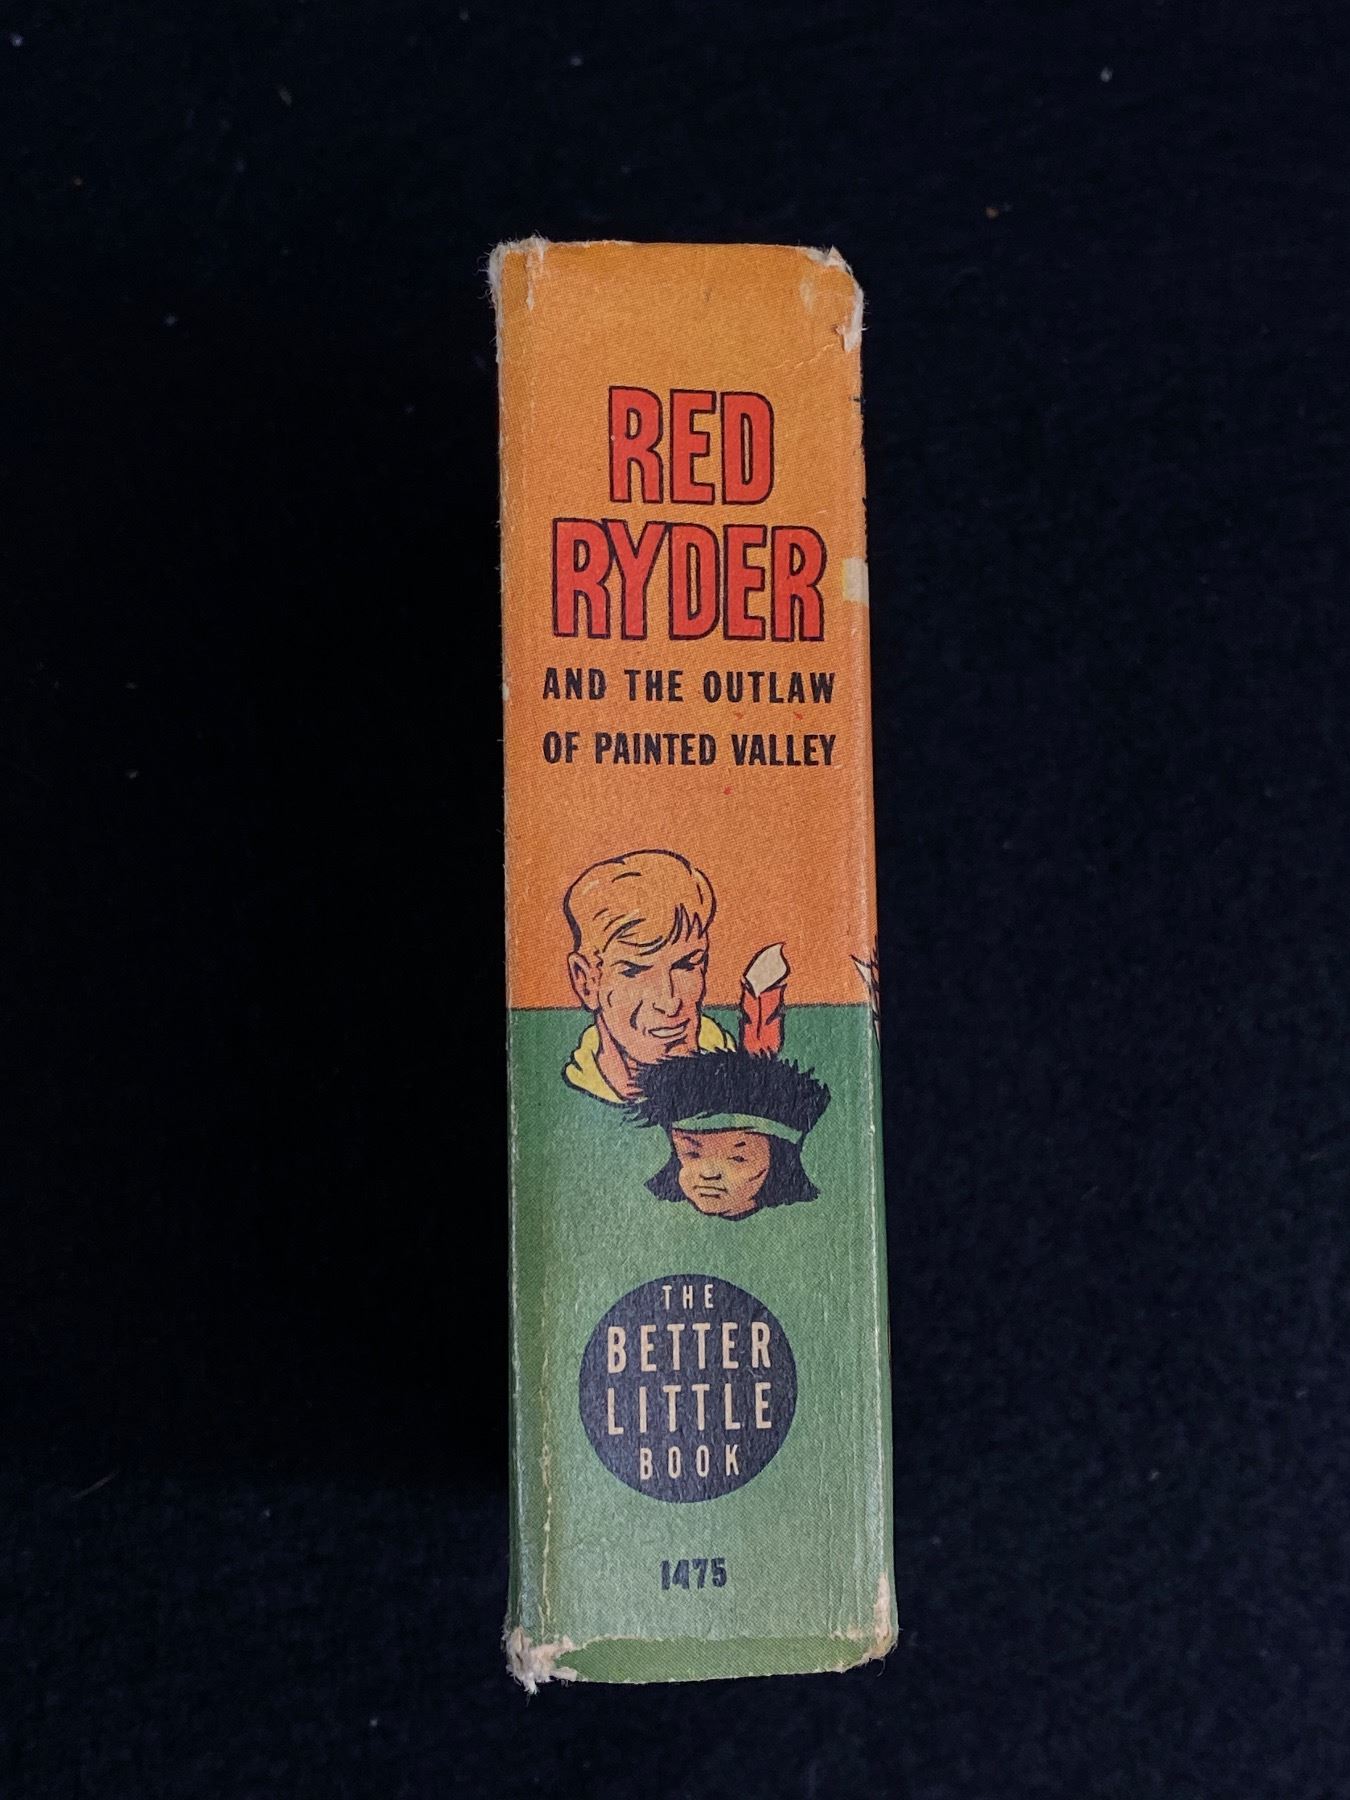 RED
RYDER
AND THE OUTLAW
OF PAINTED VALLEY
THE
BETTER
LITTLE
BOOK
1475